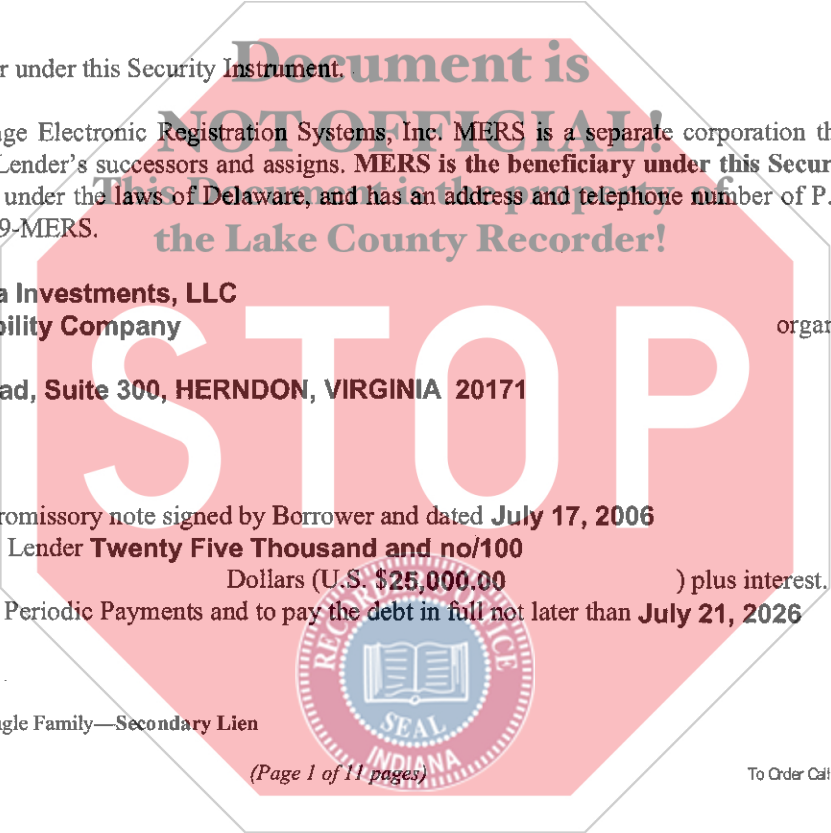 Document is
r under this Security Instrument.
NOT OFFICIAL!
ge Electronic Registration Systems, Inc. MERS is a separate corporation th
Lender's successors and assigns. MERS is the beneficiary under this Secur
This Document is the property of
under the laws of Delaware, and has an address and telephone number of P.
9-MERS.
the Lake County Recorder!
a Investments, LLC
bility Company organ
STOP
ad, Suite 300, HERNDON, VIRGINIA 20171
romissory note signed by Borrower and dated July 17, 2006
Lender Twenty Five Thousand and no/100
Dollars (U.S. $25,000.00 ) plus interest.
Periodic Payments and to pay the debt in full not later than July 21, 2026
RECORDER'S OFFICE
SEAL
INDIANA
ngle Family—Secondary Lien
(Page 1 of 11 pages)
To Order Call